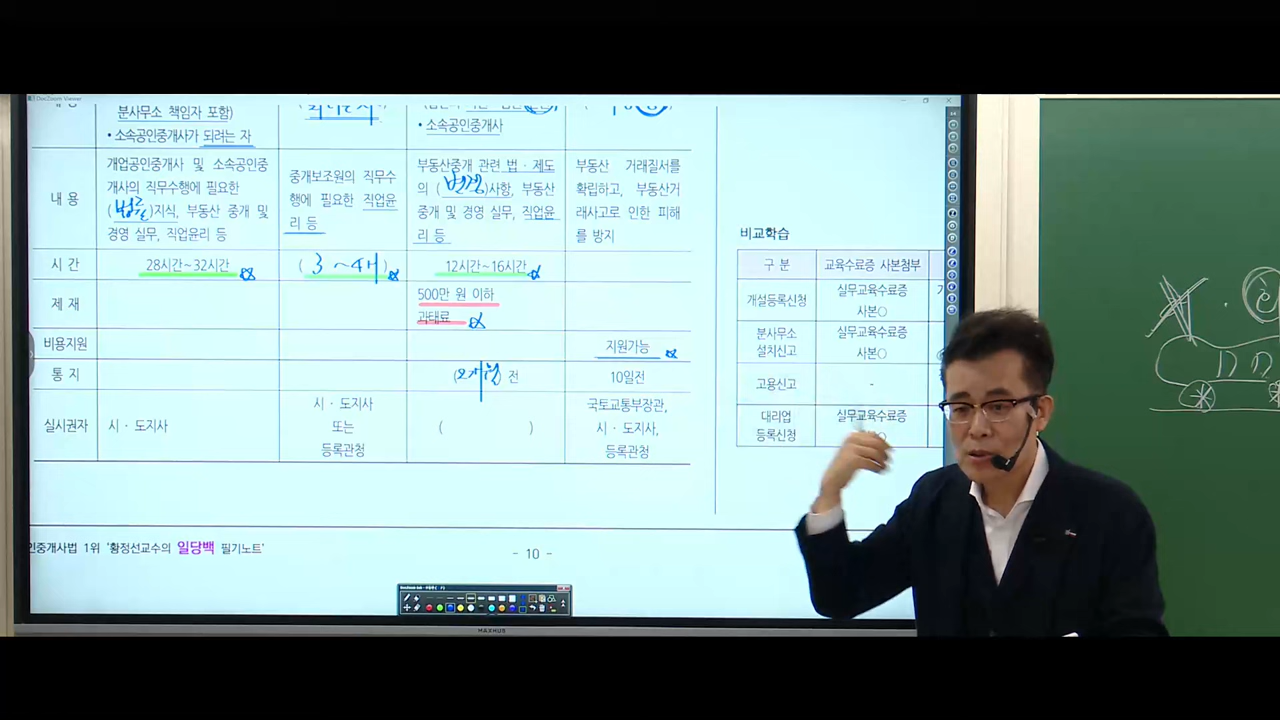 DocZoom Viewer
분사무소 책임자 포함)
• 소속공인중개사가 되려는 자
• 소속공인중개사
내 용
개업공인중개사 및 소속공인중
개사의 직무수행에 필요한
(법률)지식, 부동산 중개 및
경영 실무, 직업윤리 등
중개보조원의 직무수
행에 필요한 직업윤
리 등
부동산중개 관련 법·제도
의 (변경)사항, 부동산
중개 및 경영 실무, 직업윤
리 등
부동산 거래질서를
확립하고, 부동산거
래사고로 인한 피해
를 방지
시 간
28시간~32시간
( 3~4H )
12시간~16시간
제 재
500만 원 이하
과태료
비용지원
지원가능
통 지
(2개월) 전
10일전
실시권자
시·도지사
시·도지사
또는
등록관청
( )
국토교통부장관,
시·도지사,
등록관청
비교학습
구 분
교육수료증 사본첨부
개설등록신청
실무교육수료증
사본○
분사무소
설치신고
실무교육수료증
사본○
고용신고
-
대리업
등록신청
실무교육수료증
인중개사법 1위 '황정선교수의 일당백 필기노트'
- 10 -
MAXHUB